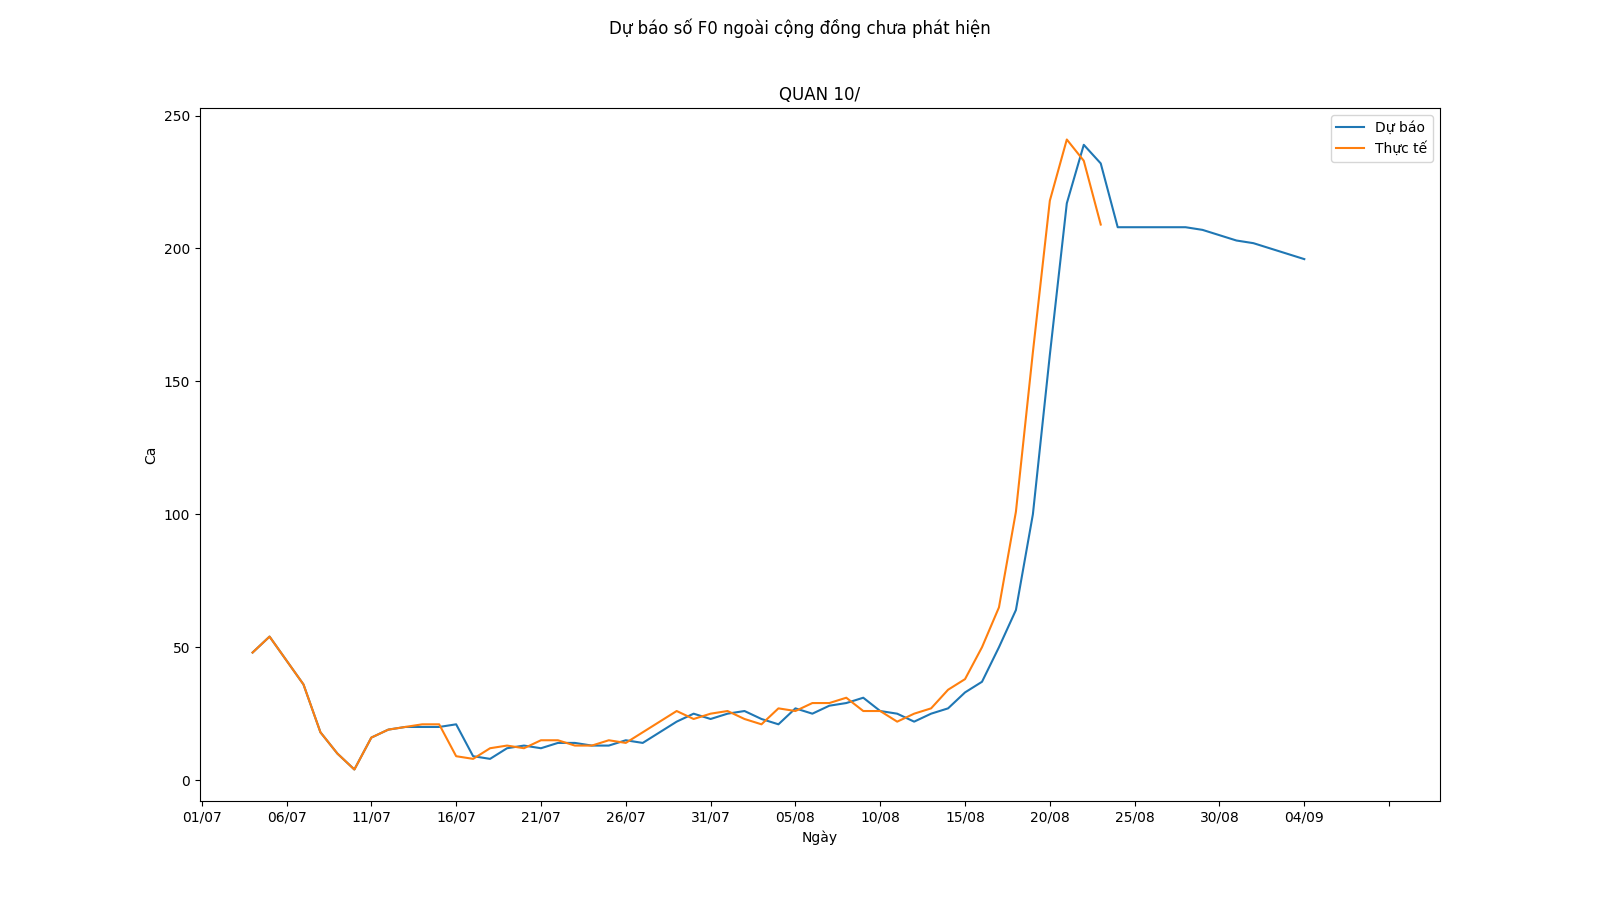 Dự báo số F0 ngoài cộng đồng chưa phát hiện
QUAN 10/
250
200
150
100
50
0
Ca
Dự báo
Thực tế
01/07 06/07 11/07 16/07 21/07 26/07 31/07 05/08 10/08 15/08 20/08 25/08 30/08 04/09
Ngày